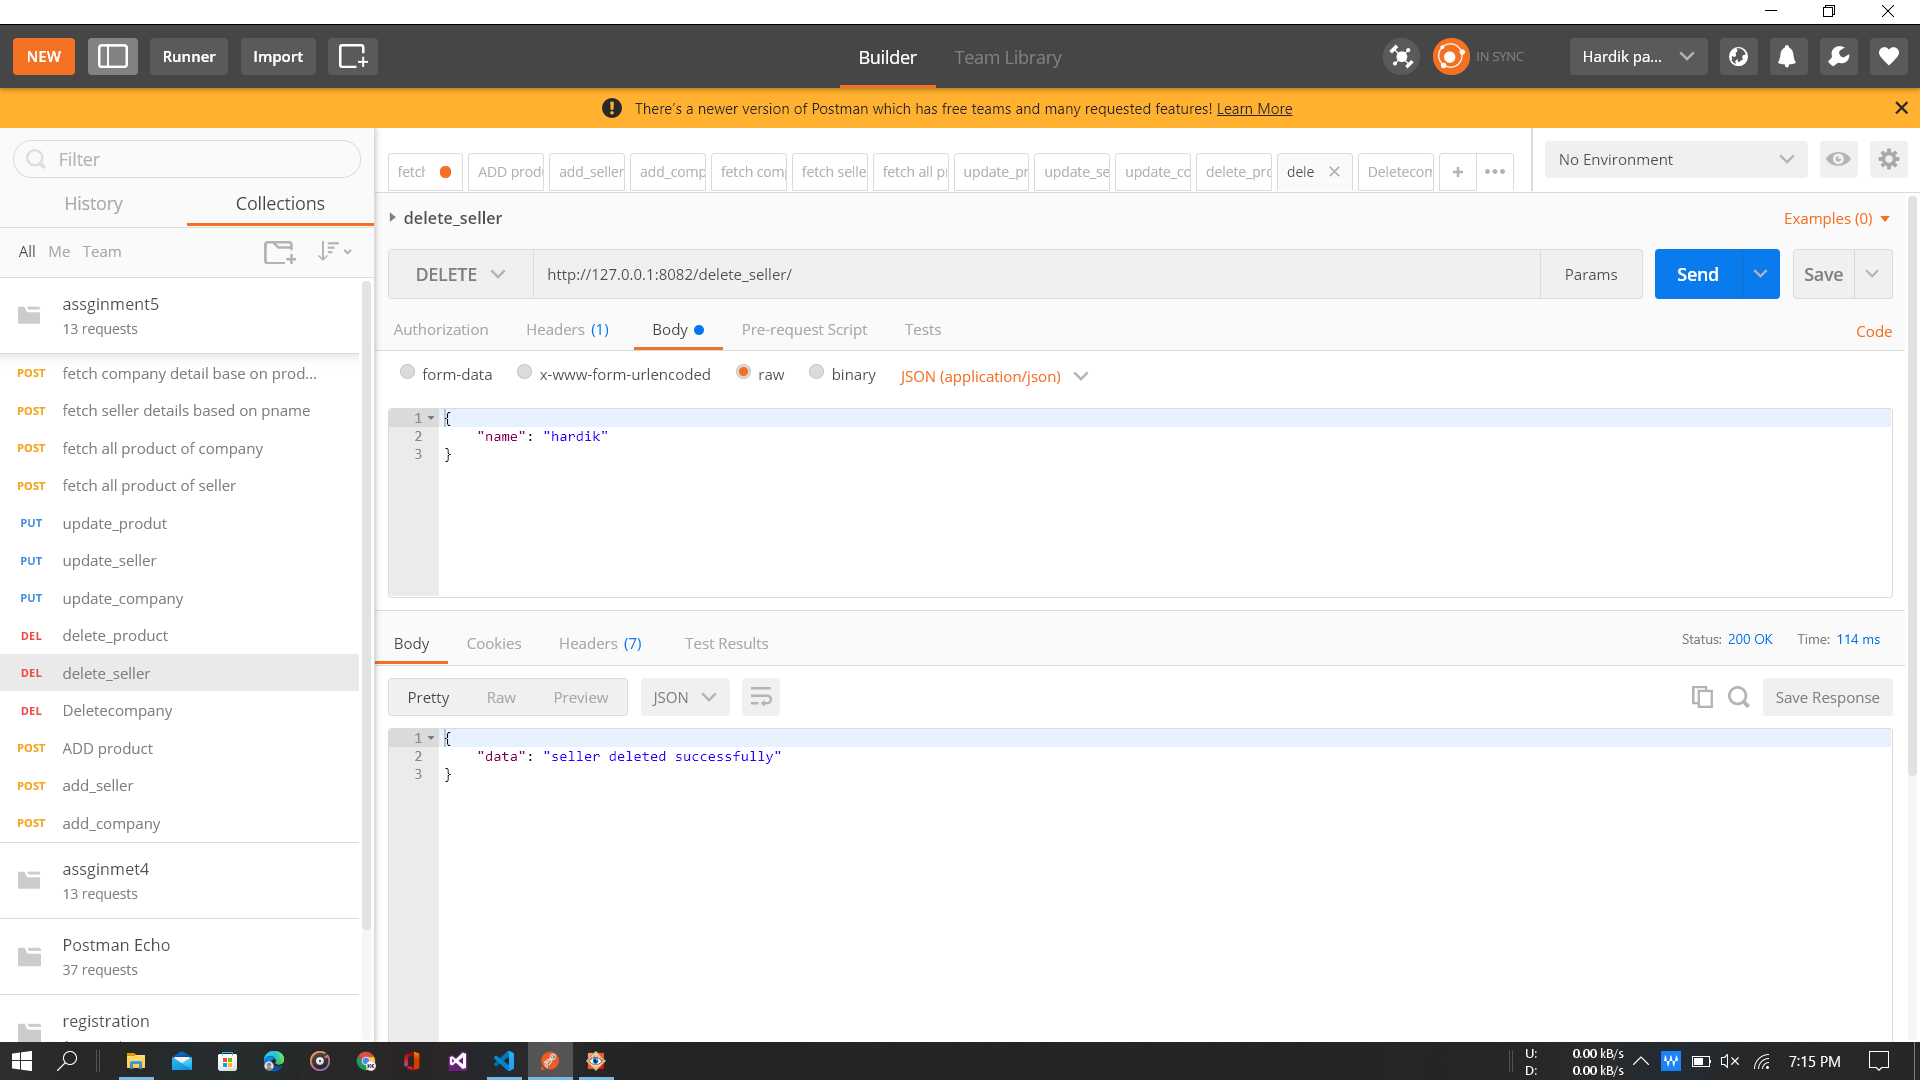 NEW
Runner
Import
Builder
Team Library
IN SYNC
Hardik pa...
There's a newer version of Postman which has free teams and many requested features! Learn More
Filter
History
Collections
All Me Team
assginment5
13 requests
POST fetch company detail base on prod...
POST fetch seller details based on pname
POST fetch all product of company
POST fetch all product of seller
PUT update_produt
PUT update_seller
PUT update_company
DEL delete_product
DEL delete_seller
DEL Deletecompany
POST ADD product
POST add_seller
POST add_company
assginmet4
13 requests
Postman Echo
37 requests
registration
fetch ADD produ add_seller add_comp fetch com fetch selle fetch all p update_pr update_se update_co delete_pro dele Deletecom
No Environment
delete_seller
Examples (0)
DELETE
http://127.0.0.1:8082/delete_seller/
Params
Send
Save
Authorization Headers (1) Body Pre-request Script Tests
Code
form-data x-www-form-urlencoded raw binary JSON (application/json)
1 {
2 "name": "hardik"
3 }
Body Cookies Headers (7) Test Results
Status: 200 OK Time: 114 ms
Pretty Raw Preview JSON
Save Response
1 {
2 "data": "seller deleted successfully"
3 }
U: 0.00 kB/s
D: 0.00 kB/s
7:15 PM